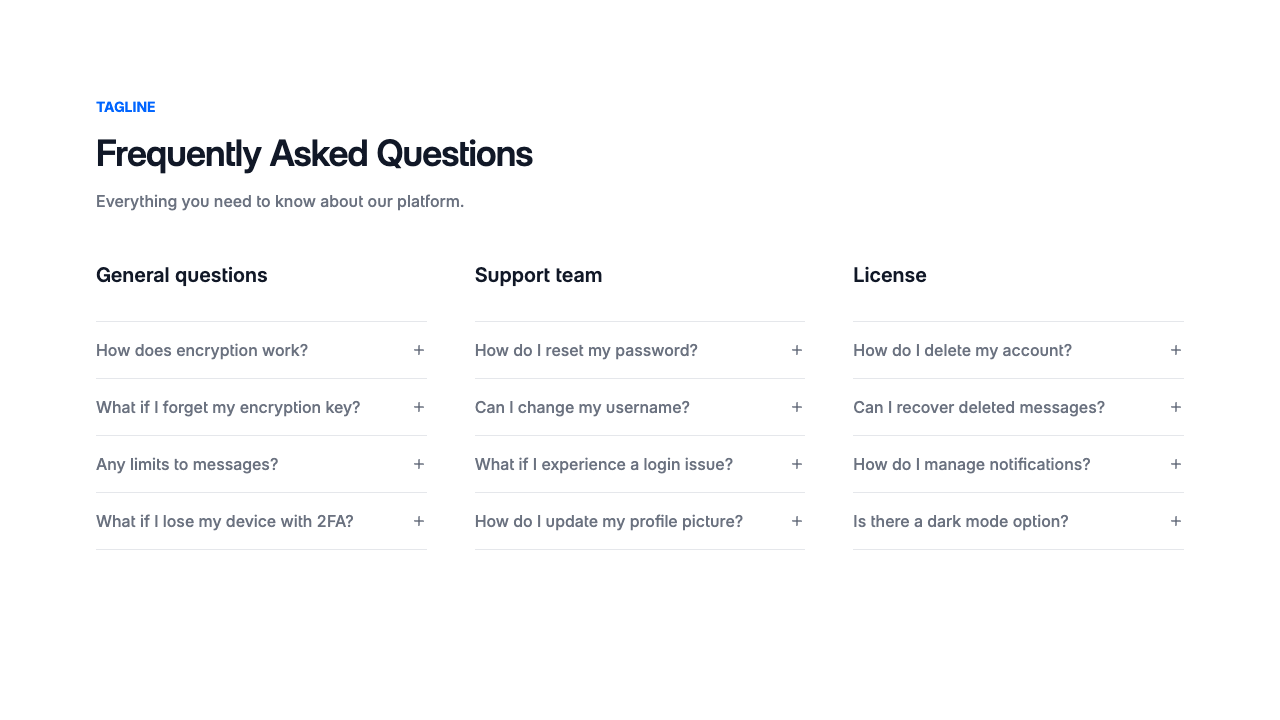 TAGLINE
Frequently Asked Questions
Everything you need to know about our platform.
General questions
How does encryption work?
What if I forget my encryption key?
Any limits to messages?
What if I lose my device with 2FA?
Support team
How do I reset my password?
Can I change my username?
What if I experience a login issue?
How do I update my profile picture?
License
How do I delete my account?
Can I recover deleted messages?
How do I manage notifications?
Is there a dark mode option?